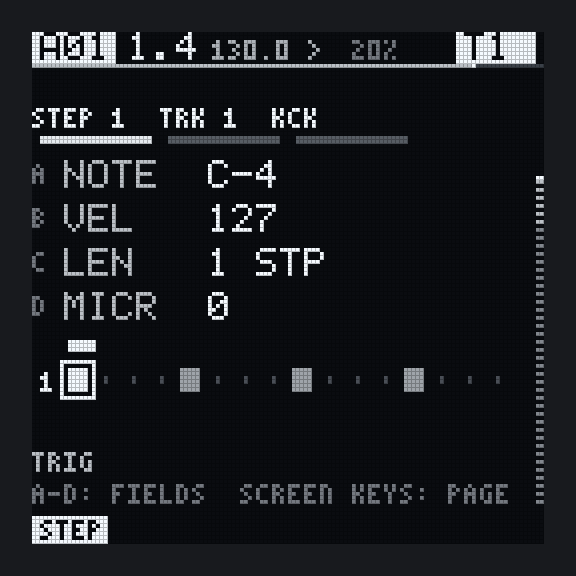 A01 1.4 130.0 > 20% T1
STEP 1 TRK 1 KCK
A NOTE C-4
B VEL 127
C LEN 1 STP
D MICR 0
1
TRIG
A-D: FIELDS SCREEN KEYS: PAGE
STEP